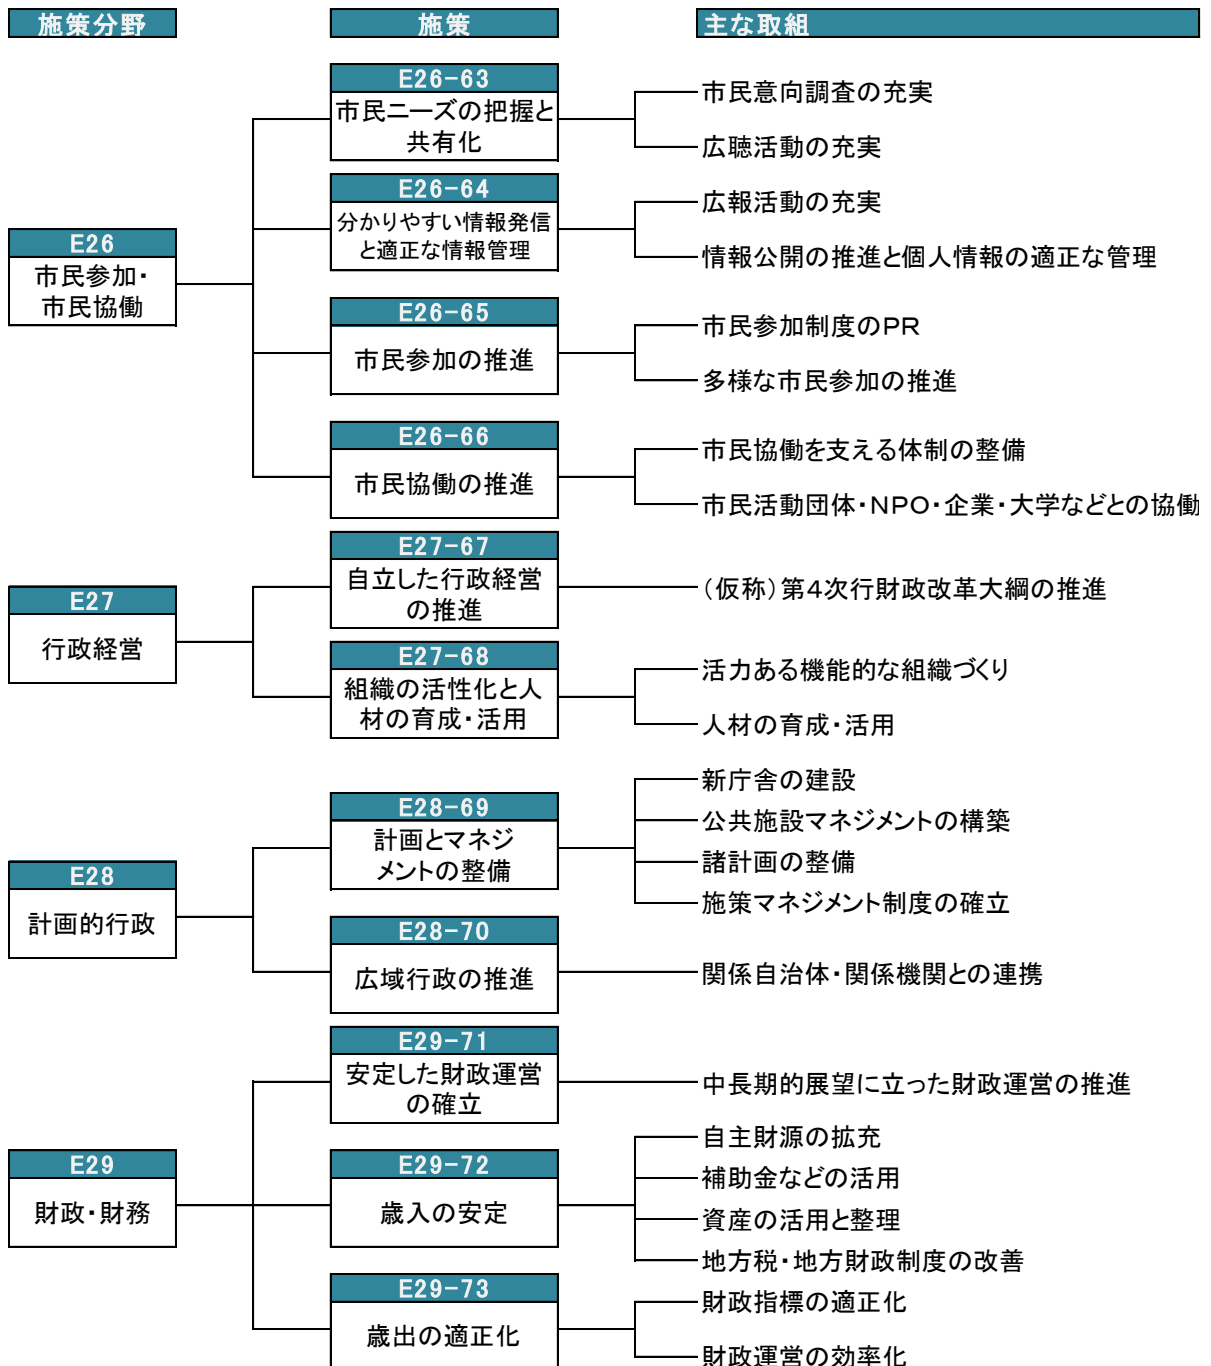 施策分野
施策
主な取組
E26
市民参加・
市民協働
E26-63
市民ニーズの把握と
共有化
市民意向調査の充実
広聴活動の充実
E26-64
分かりやすい情報発信
と適正な情報管理
広報活動の充実
情報公開の推進と個人情報の適正な管理
E26-65
市民参加の推進
市民参加制度のPR
多様な市民参加の推進
E26-66
市民協働の推進
市民協働を支える体制の整備
市民活動団体・NPO・企業・大学などとの協働
E27
行政経営
E27-67
自立した行政経営
の推進
(仮称)第4次行財政改革大綱の推進
E27-68
組織の活性化と人
材の育成・活用
活力ある機能的な組織づくり
人材の育成・活用
E28
計画的行政
E28-69
計画とマネジ
メントの整備
新庁舎の建設
公共施設マネジメントの構築
諸計画の整備
施策マネジメント制度の確立
E28-70
広域行政の推進
関係自治体・関係機関との連携
E29
財政・財務
E29-71
安定した財政運営
の確立
中長期的展望に立った財政運営の推進
E29-72
歳入の安定
自主財源の拡充
補助金などの活用
資産の活用と整理
地方税・地方財政制度の改善
E29-73
歳出の適正化
財政指標の適正化
財政運営の効率化